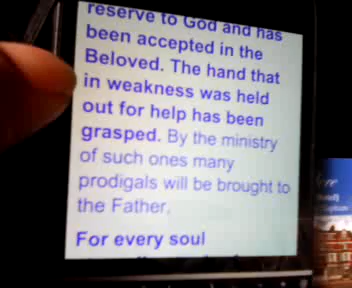 reserve to God and has
been accepted in the
Beloved. The hand that
in weakness was held
out for help has been
grasped. By the ministry
of such ones many
prodigals will be brought to
the Father.
For every soul